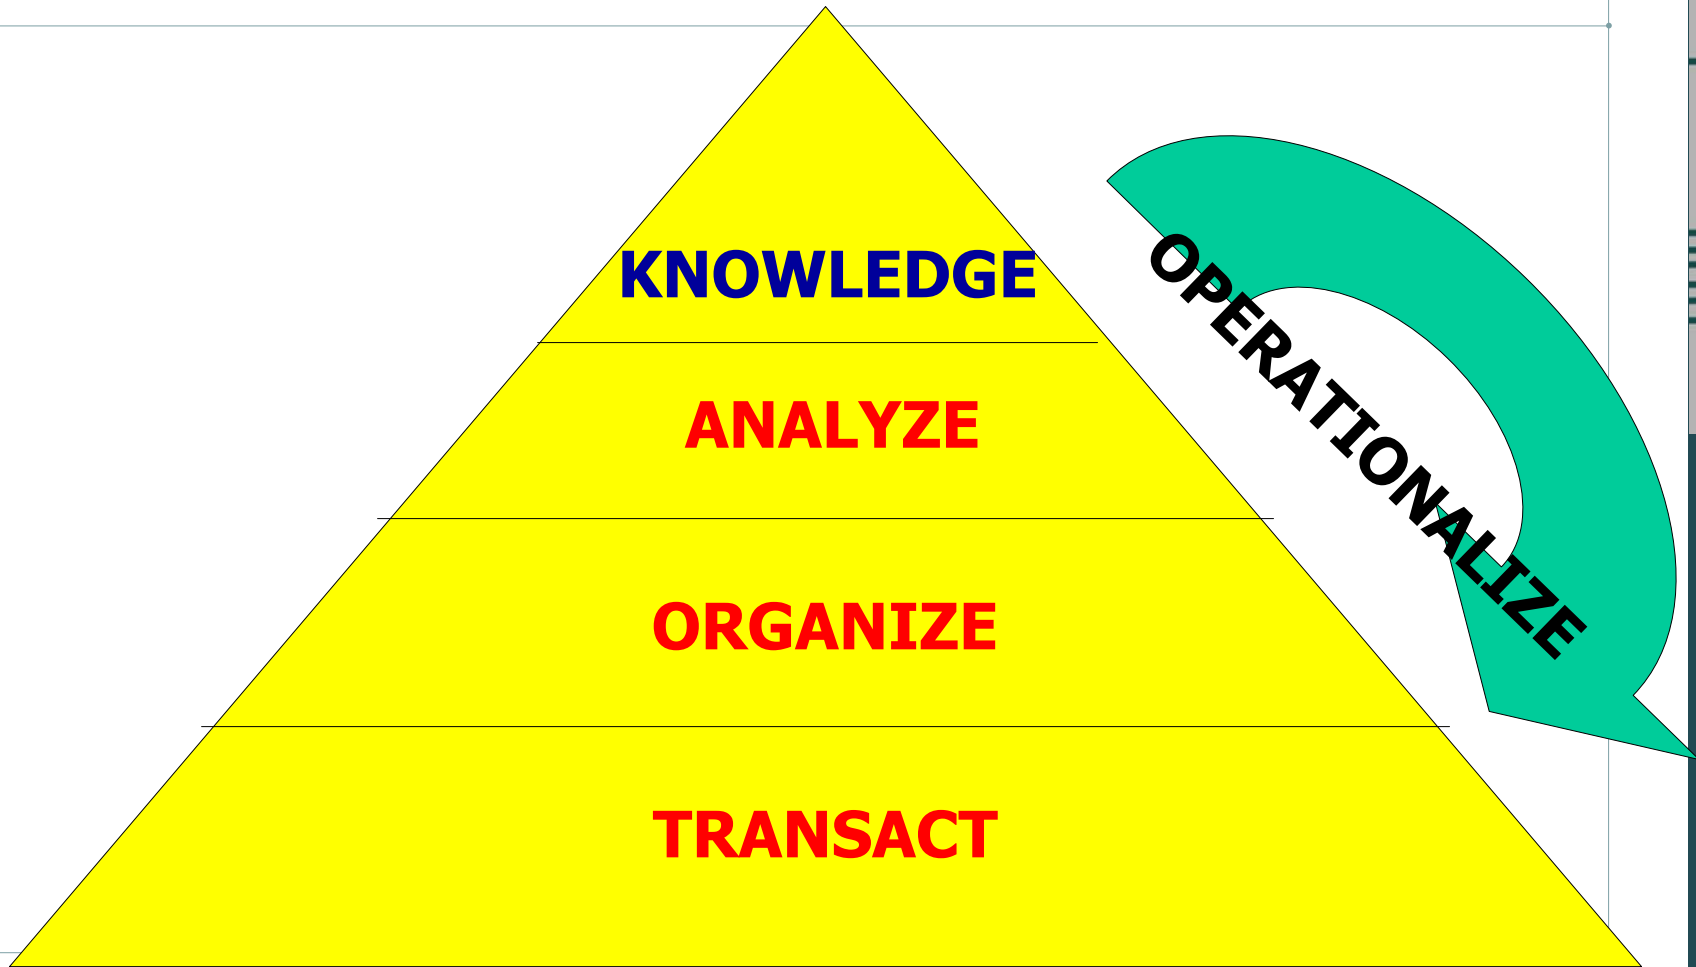 KNOWLEDGE
ANALYZE
ORGANIZE
TRANSACT
OPERATIONALIZE